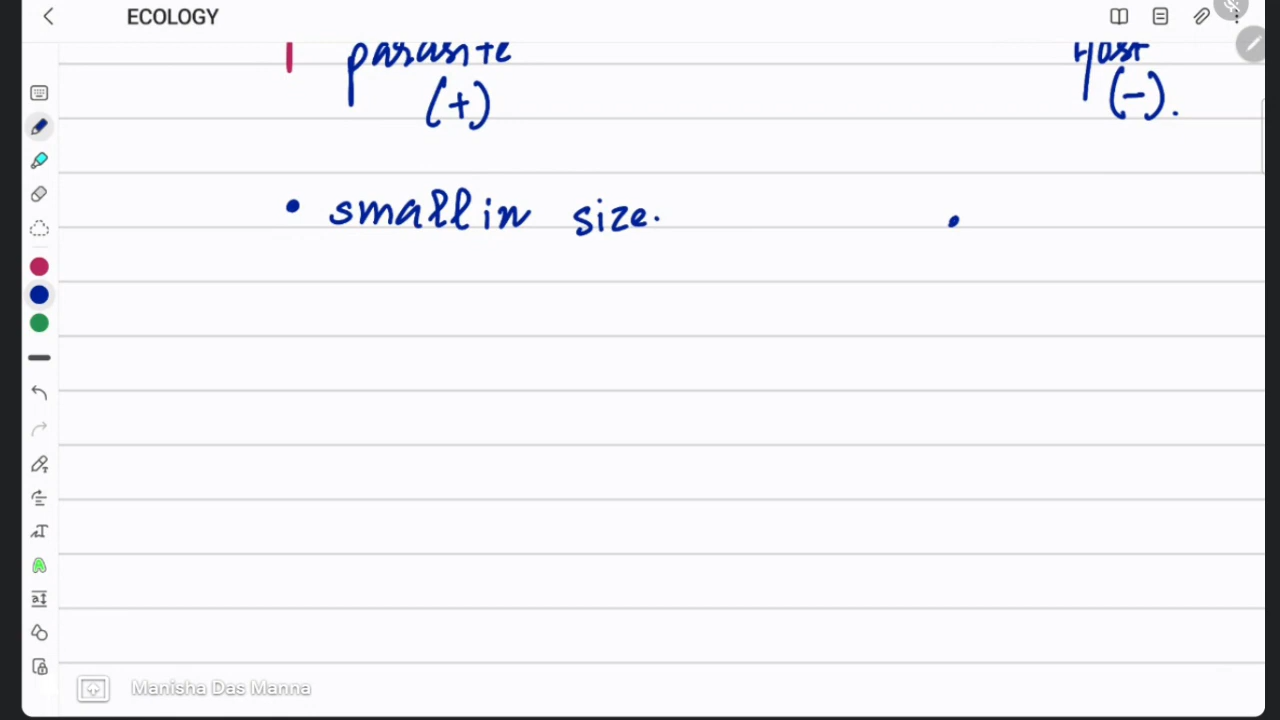 ECOLOGY
parasite Host
(+) (-).
• small in size. •
Manisha Das Manna